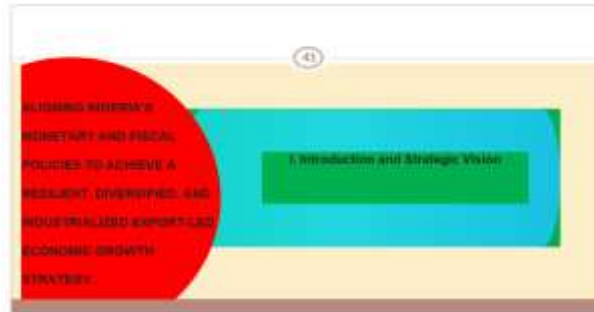 43
ALIGNING NIGERIA'S
MONETARY AND FISCAL
POLICIES TO ACHIEVE A
RESILIENT, DIVERSIFIED, AND
INDUSTRIALIZED EXPORT-LED
ECONOMIC GROWTH
STRATEGY.
I. Introduction and Strategic Vision